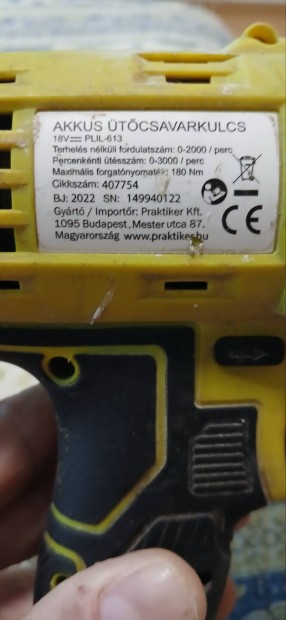 AKKUS ÜTŐCSAVARKULCS
18V⎓ PLIL-613
Terhelés nélküli fordulatszám: 0-2000 / perc
Percenkénti ütésszám: 0-3000 / perc
Maximális forgatónyomaték: 180 Nm
Cikkszám: 407754
BJ: 2022 SN: 149940122
Gyártó / Importőr: Praktiker Kft.
1095 Budapest, Mester utca 87.
Magyarország www.praktiker.hu
CE